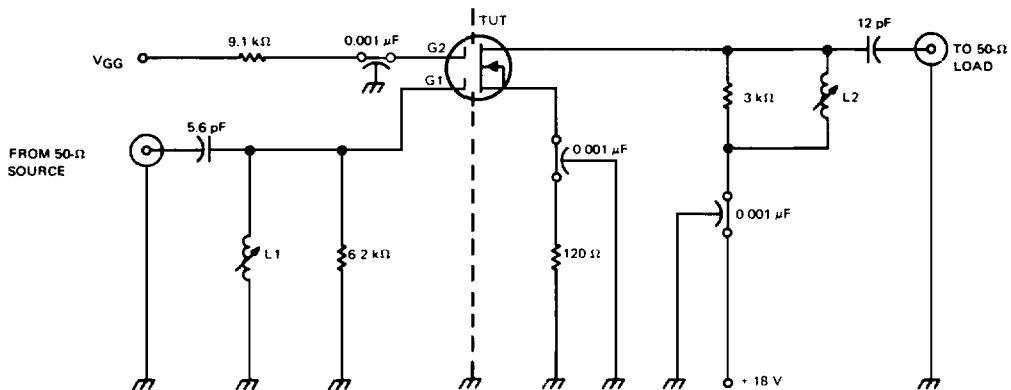 TUT
12 pF
9.1 kΩ
0.001 µF
G2
VGG
G1
TO 50-Ω
LOAD
3 kΩ
L2
5.6 pF
FROM 50-Ω
SOURCE
0 001 µF
0 001 µF
L1
6 2 kΩ
120 Ω
+ 18 V